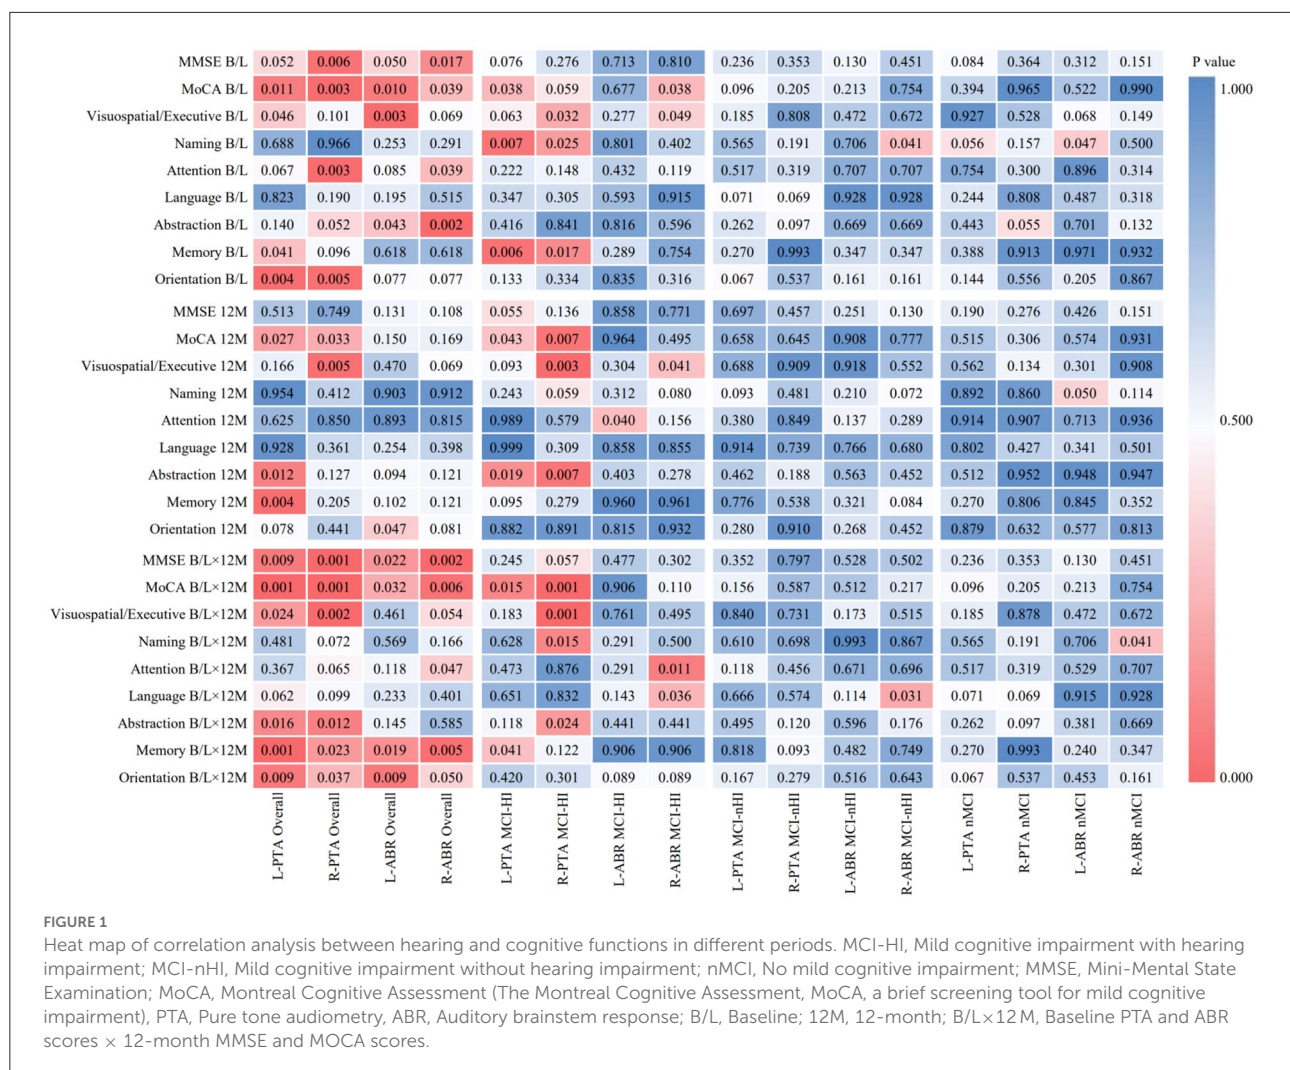 MMSE B/L 0.052 0.006 0.050 0.017 0.076 0.276 0.713 0.810 0.236 0.353 0.130 0.451 0.084 0.364 0.312 0.151
MoCA B/L 0.011 0.003 0.010 0.039 0.038 0.059 0.677 0.038 0.096 0.205 0.213 0.754 0.394 0.965 0.522 0.990
Visuospatial/Executive B/L 0.046 0.101 0.003 0.069 0.063 0.032 0.277 0.049 0.185 0.808 0.472 0.672 0.927 0.528 0.068 0.149
Naming B/L 0.688 0.966 0.253 0.291 0.007 0.025 0.801 0.402 0.565 0.191 0.706 0.041 0.056 0.157 0.047 0.500
Attention B/L 0.067 0.003 0.085 0.039 0.222 0.148 0.432 0.119 0.517 0.319 0.707 0.707 0.754 0.300 0.896 0.314
Language B/L 0.823 0.190 0.195 0.515 0.347 0.305 0.593 0.915 0.071 0.069 0.928 0.928 0.244 0.808 0.487 0.318
Abstraction B/L 0.140 0.052 0.043 0.002 0.416 0.841 0.816 0.596 0.262 0.097 0.669 0.669 0.443 0.055 0.701 0.132
Memory B/L 0.041 0.096 0.618 0.618 0.006 0.017 0.289 0.754 0.270 0.993 0.347 0.347 0.388 0.913 0.971 0.932
Orientation B/L 0.004 0.005 0.077 0.077 0.133 0.334 0.835 0.316 0.067 0.537 0.161 0.161 0.144 0.556 0.205 0.867
MMSE 12M 0.513 0.749 0.131 0.108 0.055 0.136 0.858 0.771 0.697 0.457 0.251 0.130 0.190 0.276 0.426 0.151
MoCA 12M 0.027 0.033 0.150 0.169 0.043 0.007 0.964 0.495 0.658 0.645 0.908 0.777 0.515 0.306 0.574 0.931
Visuospatial/Executive 12M 0.166 0.005 0.470 0.069 0.093 0.003 0.304 0.041 0.688 0.909 0.918 0.552 0.562 0.134 0.301 0.908
Naming 12M 0.954 0.412 0.903 0.912 0.243 0.059 0.312 0.080 0.093 0.481 0.210 0.072 0.892 0.860 0.050 0.114
Attention 12M 0.625 0.850 0.893 0.815 0.989 0.579 0.040 0.156 0.380 0.849 0.137 0.289 0.914 0.907 0.713 0.936
Language 12M 0.928 0.361 0.254 0.398 0.999 0.309 0.858 0.855 0.914 0.739 0.766 0.680 0.802 0.427 0.341 0.501
Abstraction 12M 0.012 0.127 0.094 0.121 0.019 0.007 0.403 0.278 0.462 0.188 0.563 0.452 0.512 0.952 0.948 0.947
Memory 12M 0.004 0.205 0.102 0.121 0.095 0.279 0.960 0.961 0.776 0.538 0.321 0.084 0.270 0.806 0.845 0.352
Orientation 12M 0.078 0.441 0.047 0.081 0.882 0.891 0.815 0.932 0.280 0.910 0.268 0.452 0.879 0.632 0.577 0.813
MMSE B/L×12M 0.009 0.001 0.022 0.002 0.245 0.057 0.477 0.302 0.352 0.797 0.528 0.502 0.236 0.353 0.130 0.451
MoCA B/L×12M 0.001 0.001 0.032 0.006 0.015 0.001 0.906 0.110 0.156 0.587 0.512 0.217 0.096 0.205 0.213 0.754
Visuospatial/Executive B/L×12M 0.024 0.002 0.461 0.054 0.183 0.001 0.761 0.495 0.840 0.731 0.173 0.515 0.185 0.878 0.472 0.672
Naming B/L×12M 0.481 0.072 0.569 0.166 0.628 0.015 0.291 0.500 0.610 0.698 0.993 0.867 0.565 0.191 0.706 0.041
Attention B/L×12M 0.367 0.065 0.118 0.047 0.473 0.876 0.291 0.011 0.118 0.456 0.671 0.696 0.517 0.319 0.529 0.707
Language B/L×12M 0.062 0.099 0.233 0.401 0.651 0.832 0.143 0.036 0.666 0.574 0.114 0.031 0.071 0.069 0.915 0.928
Abstraction B/L×12M 0.016 0.012 0.145 0.585 0.118 0.024 0.441 0.441 0.495 0.120 0.596 0.176 0.262 0.097 0.381 0.669
Memory B/L×12M 0.001 0.023 0.019 0.005 0.041 0.122 0.906 0.906 0.818 0.093 0.482 0.749 0.270 0.993 0.240 0.347
Orientation B/L×12M 0.009 0.037 0.009 0.050 0.420 0.301 0.089 0.089 0.167 0.279 0.516 0.643 0.067 0.537 0.453 0.161
L-PTA Overall
R-PTA Overall
L-ABR Overall
R-ABR Overall
L-PTA MCI-HI
R-PTA MCI-HI
L-ABR MCI-HI
R-ABR MCI-HI
L-PTA MCI-nHI
R-PTA MCI-nHI
L-ABR MCI-nHI
R-ABR MCI-nHI
L-PTA nMCI
R-PTA nMCI
L-ABR nMCI
R-ABR nMCI
P value
1.000
0.500
0.000
FIGURE 1
Heat map of correlation analysis between hearing and cognitive functions in different periods. MCI-HI, Mild cognitive impairment with hearing
impairment; MCI-nHI, Mild cognitive impairment without hearing impairment; nMCI, No mild cognitive impairment; MMSE, Mini-Mental State
Examination; MoCA, Montreal Cognitive Assessment (The Montreal Cognitive Assessment, MoCA, a brief screening tool for mild cognitive
impairment), PTA, Pure tone audiometry, ABR, Auditory brainstem response; B/L, Baseline; 12M, 12-month; B/L×12M, Baseline PTA and ABR
scores × 12-month MMSE and MOCA scores.